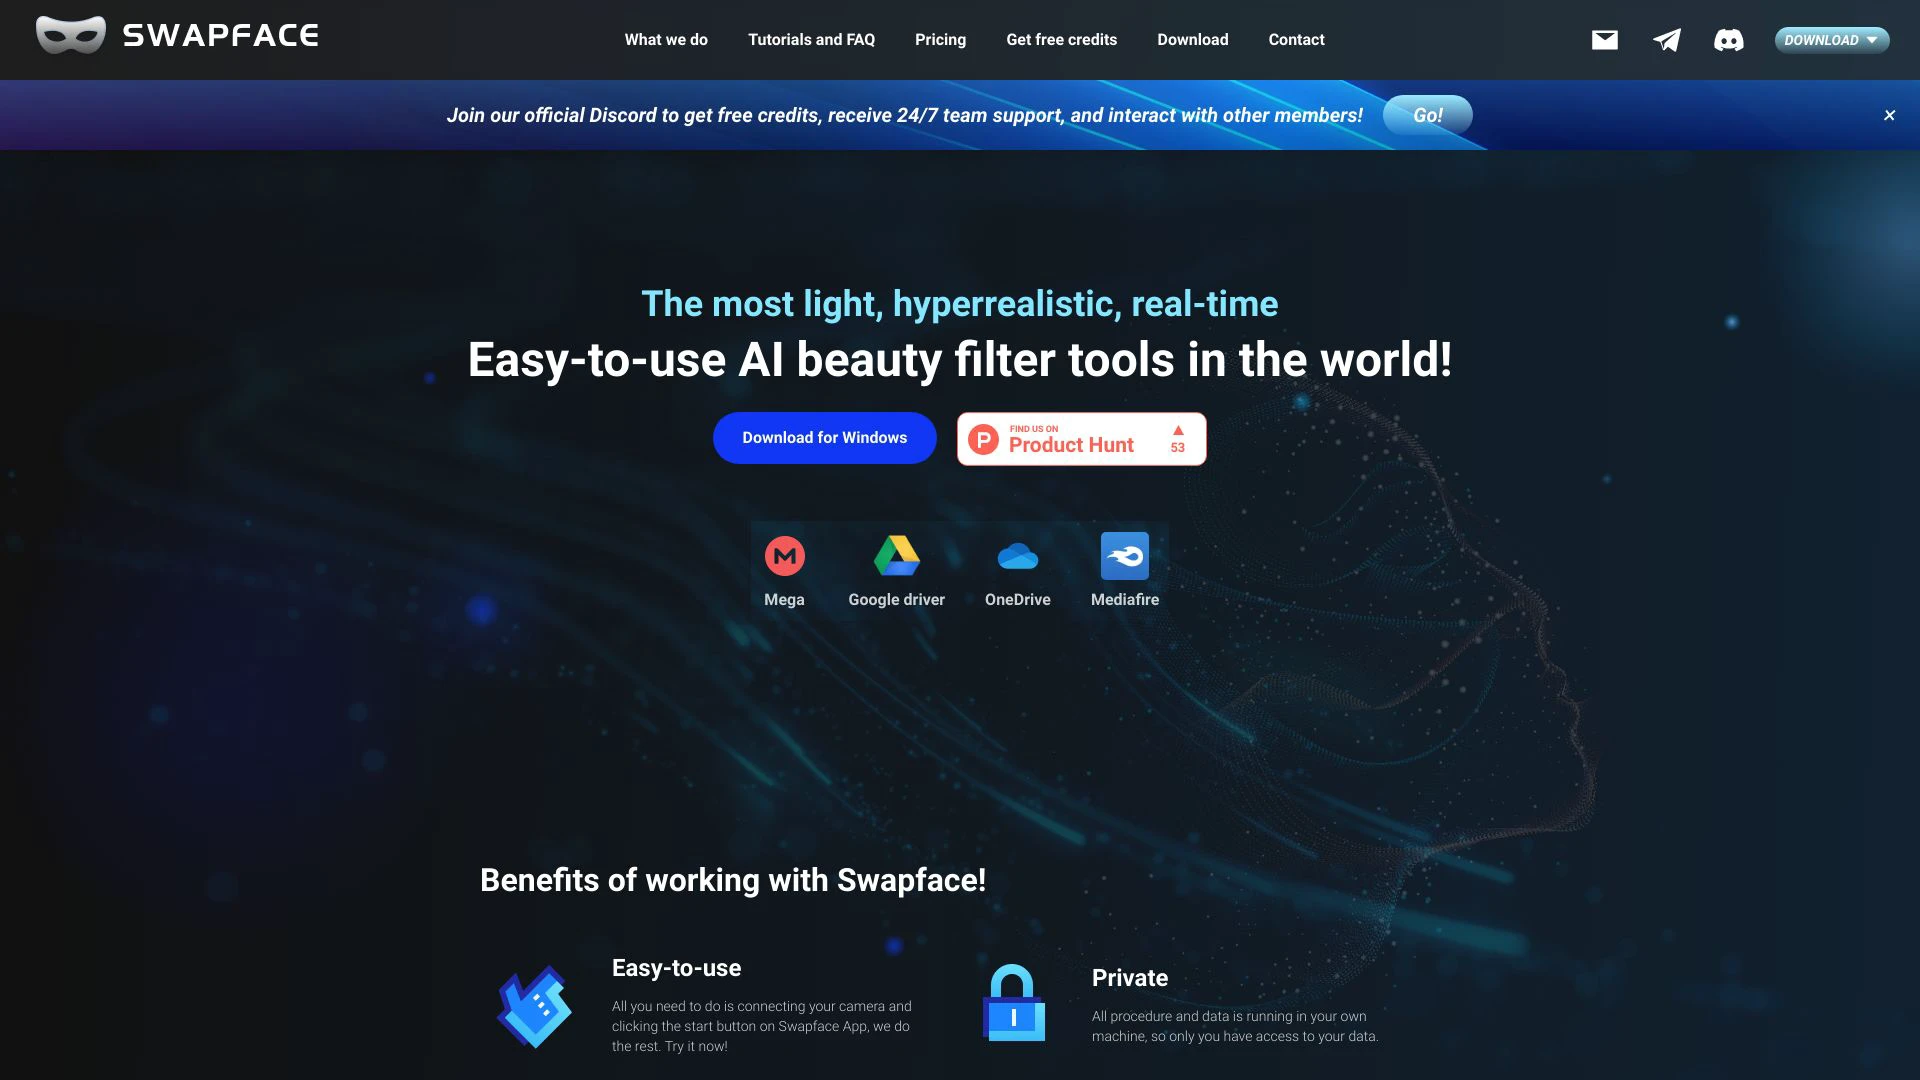 SWAPFACE
What we do
Tutorials and FAQ
Pricing
Get free credits
Download
Contact
DOWNLOAD
Join our official Discord to get free credits, receive 24/7 team support, and interact with other members!
Go!
×
The most light, hyperrealistic, real-time
Easy-to-use AI beauty filter tools in the world!
Download for Windows
P
FIND US ON
Product Hunt
53
Mega
Google driver
OneDrive
Mediafire
Benefits of working with Swapface!
Easy-to-use
All you need to do is connecting your camera and
clicking the start button on Swapface App, we do
the rest. Try it now!
Private
All procedure and data is running in your own
machine, so only you have access to your data.